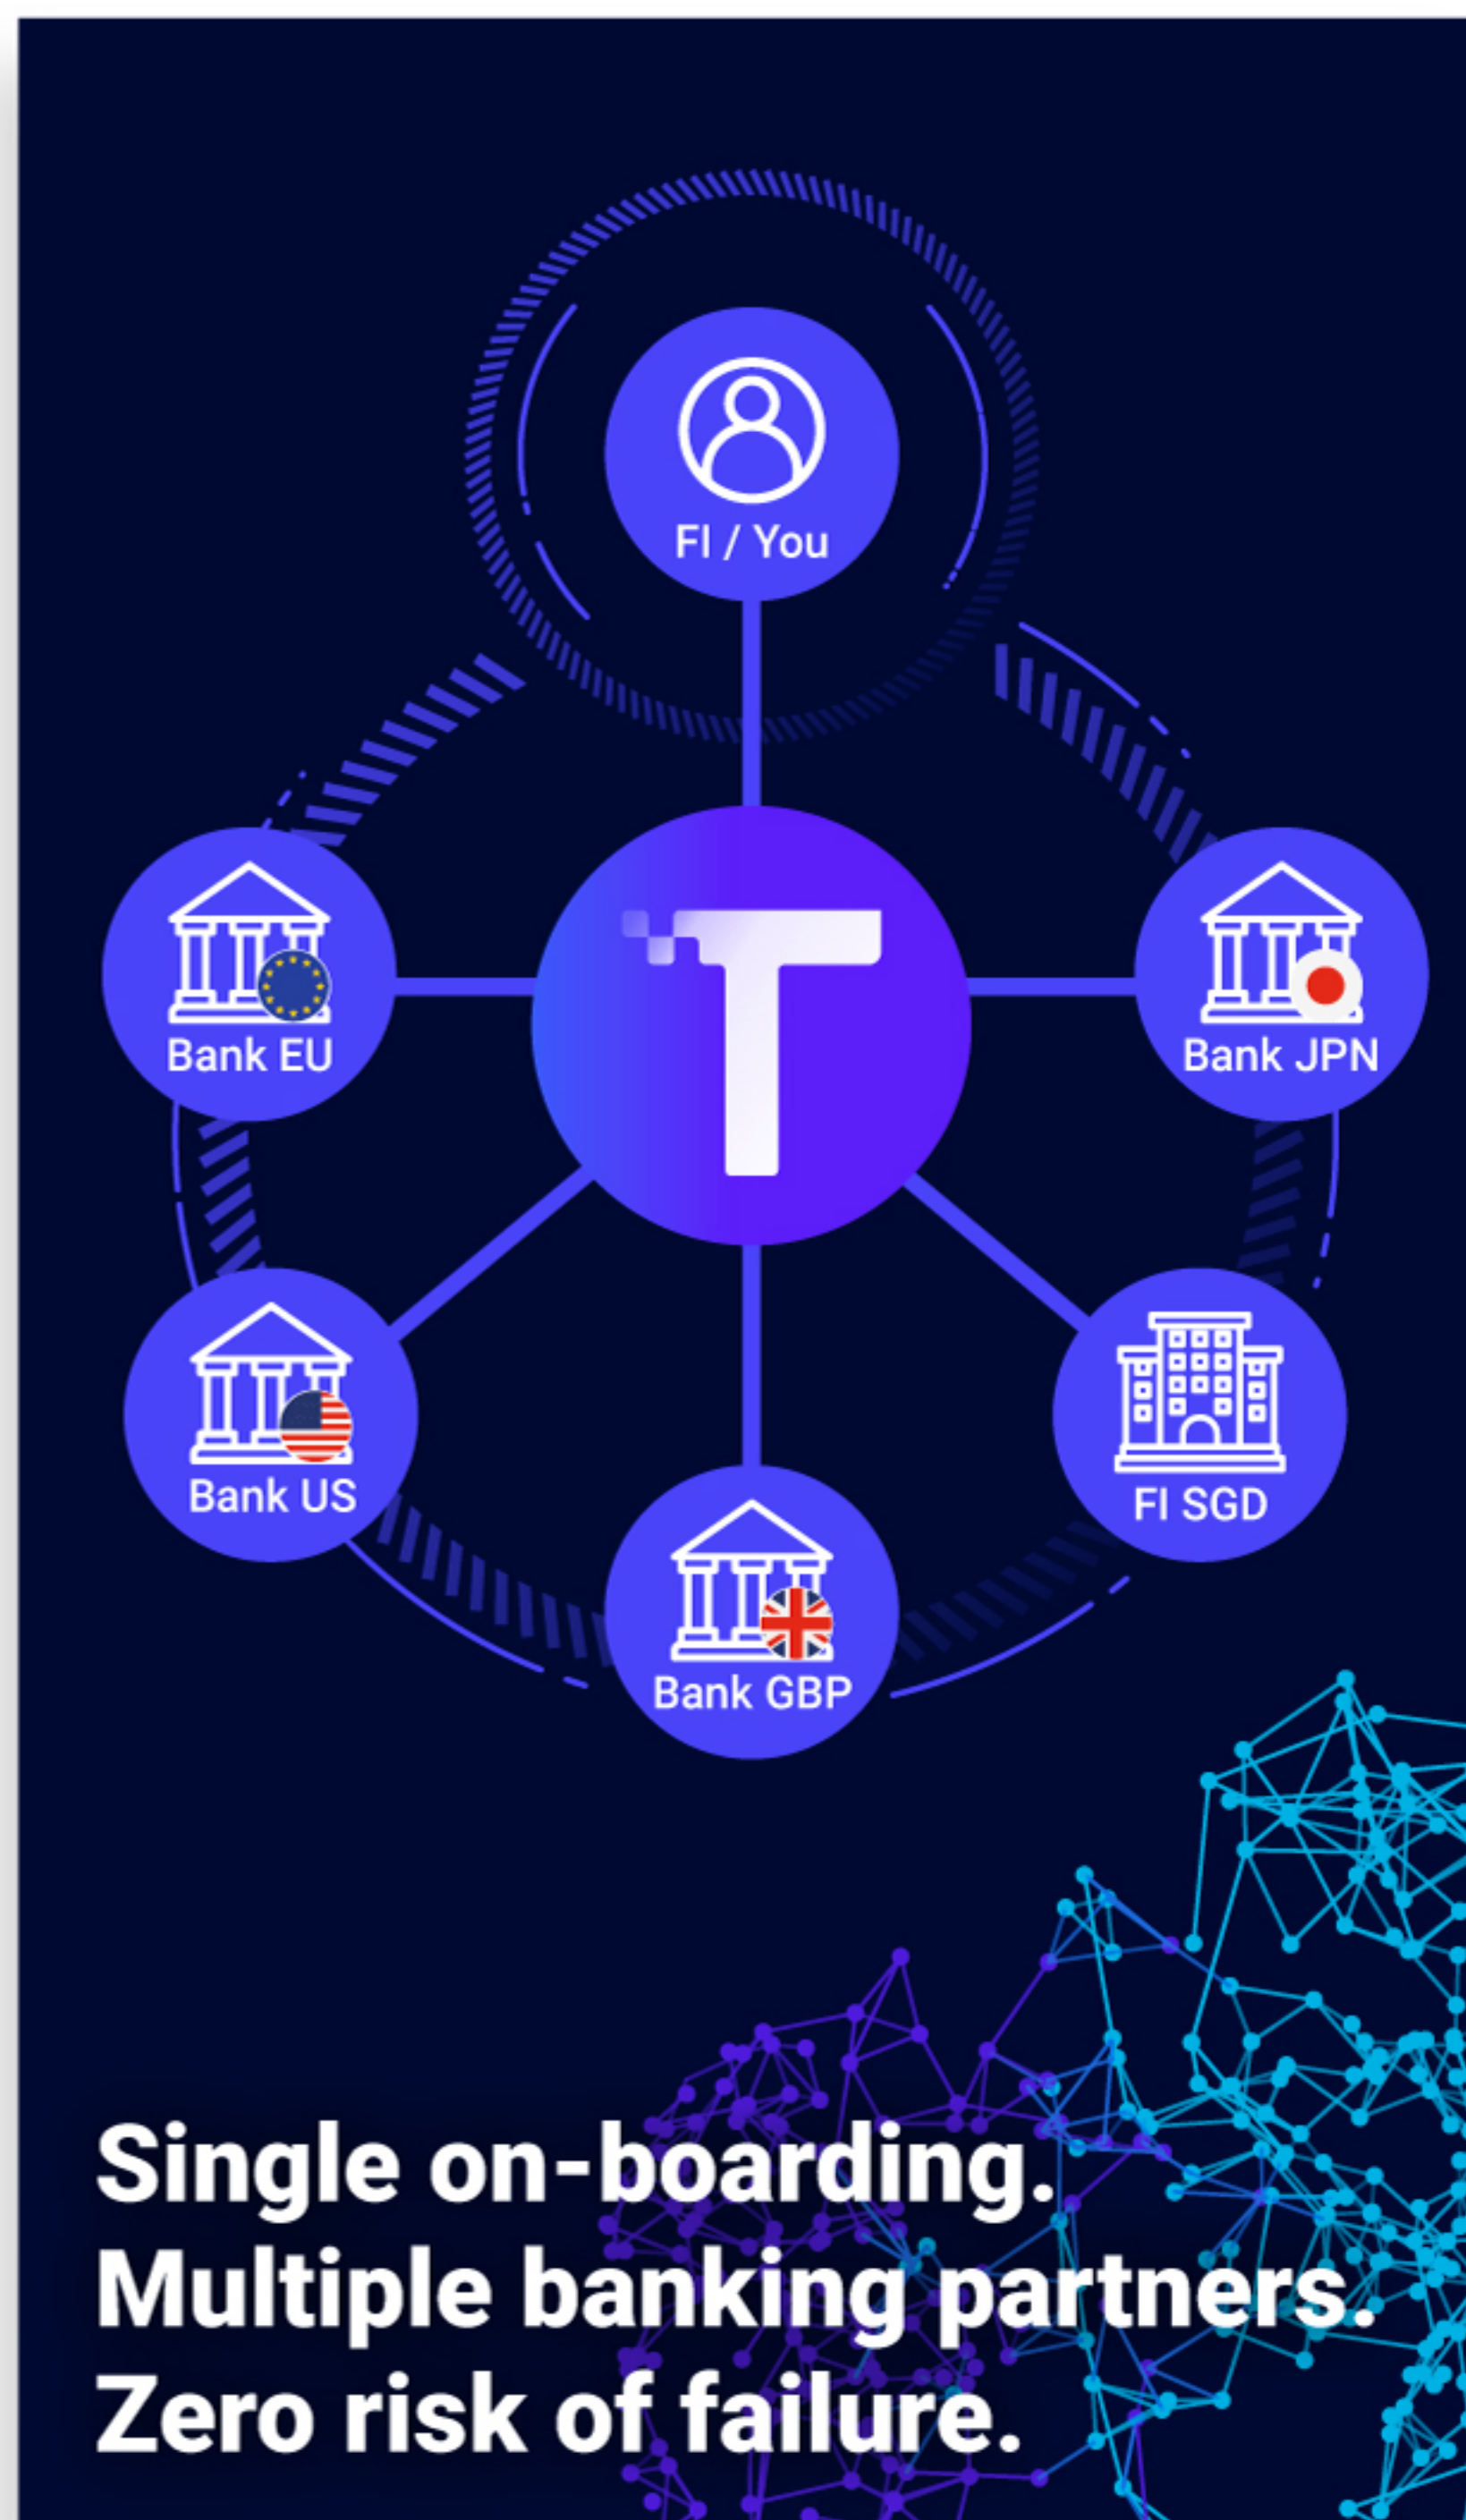 FI / You
T
Bank EU
Bank JPN
Bank US
FI SGD
Bank GBP
Single on-boarding.
Multiple banking partners.
Zero risk of failure.